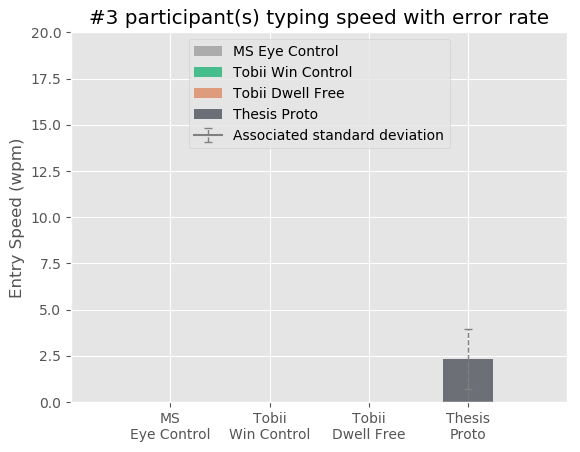 #3 participant(s) typing speed with error rate
MS Eye Control
Tobii Win Control
Tobii Dwell Free
Thesis Proto
Associated standard deviation
Entry Speed (wpm)
20.0
17.5
15.0
12.5
10.0
7.5
5.0
2.5
0.0
MS
Eye Control
Tobii
Win Control
Tobii
Dwell Free
Thesis
Proto